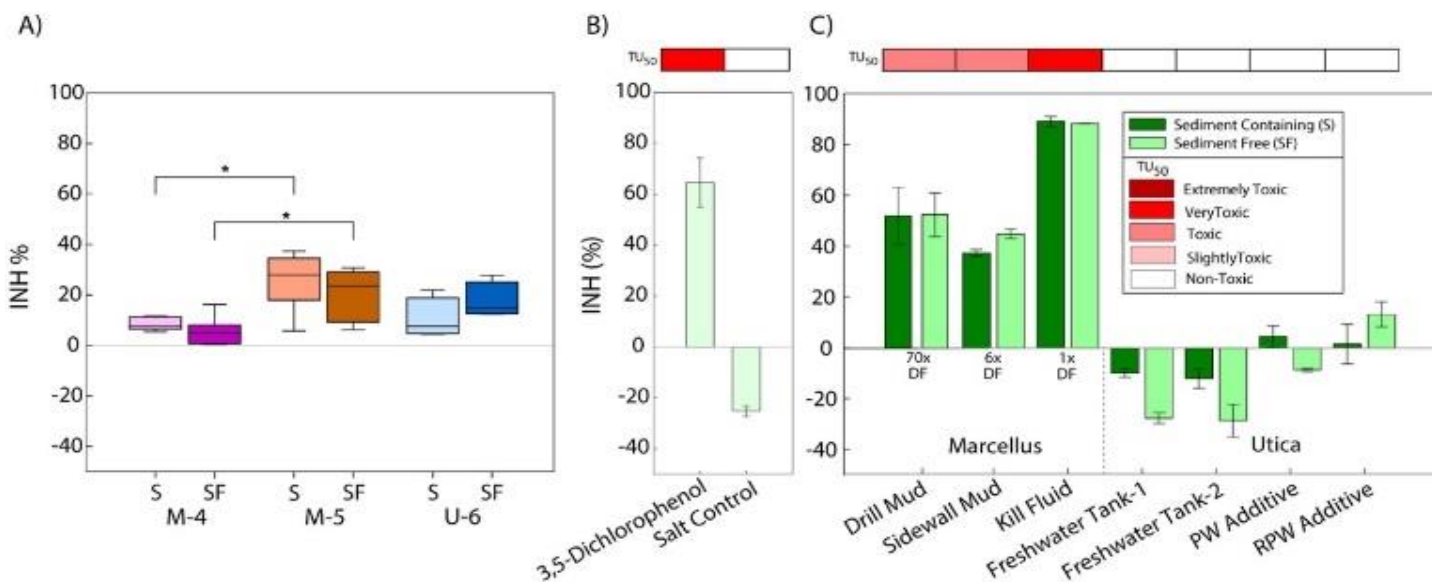 A)
INH %
100
80
60
40
20
0
-20
-40
*
*
S
SF
S
SF
S
SF
M-4
M-5
U-6
B)
TU50
INH (%)
100
80
60
40
20
0
-20
-40
3,5-Dichlorophenol
Salt Control
C)
TU50
100
80
60
40
20
0
-20
-40
Sediment Containing (S)
Sediment Free (SF)
TU50
Extremely Toxic
VeryToxic
Toxic
SlightlyToxic
Non-Toxic
70x
DF
6x
DF
1x
DF
Marcellus
Utica
Drill Mud
Sidewall Mud
Kill Fluid
Freshwater Tank-1
Freshwater Tank-2
PW Additive
RPW Additive